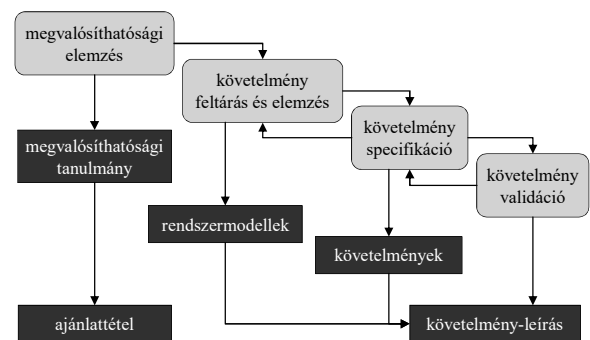 megvalósíthatósági
elemzés
követelmény
feltárás és elemzés
követelmény
specifikáció
megvalósíthatósági
tanulmány
követelmény
validáció
rendszermodellek
követelmények
ajánlattétel
követelmény-leírás